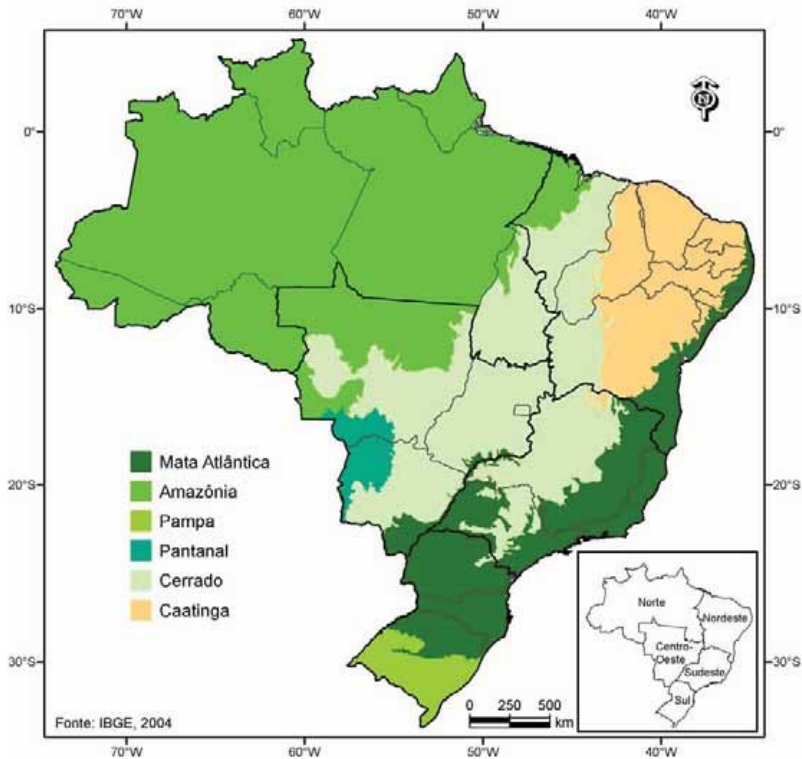 70°W 60°W 50°W 40°W
N
0° 0°
10°S 10°S
20°S 20°S
30°S 30°S
Mata Atlântica
Amazônia
Pampa
Pantanal
Cerrado
Caatinga
Norte
Nordeste
Centro-
Oeste
Sudeste
Sul
Fonte: IBGE, 2004
0 250 500
km
70°W 60°W 50°W 40°W